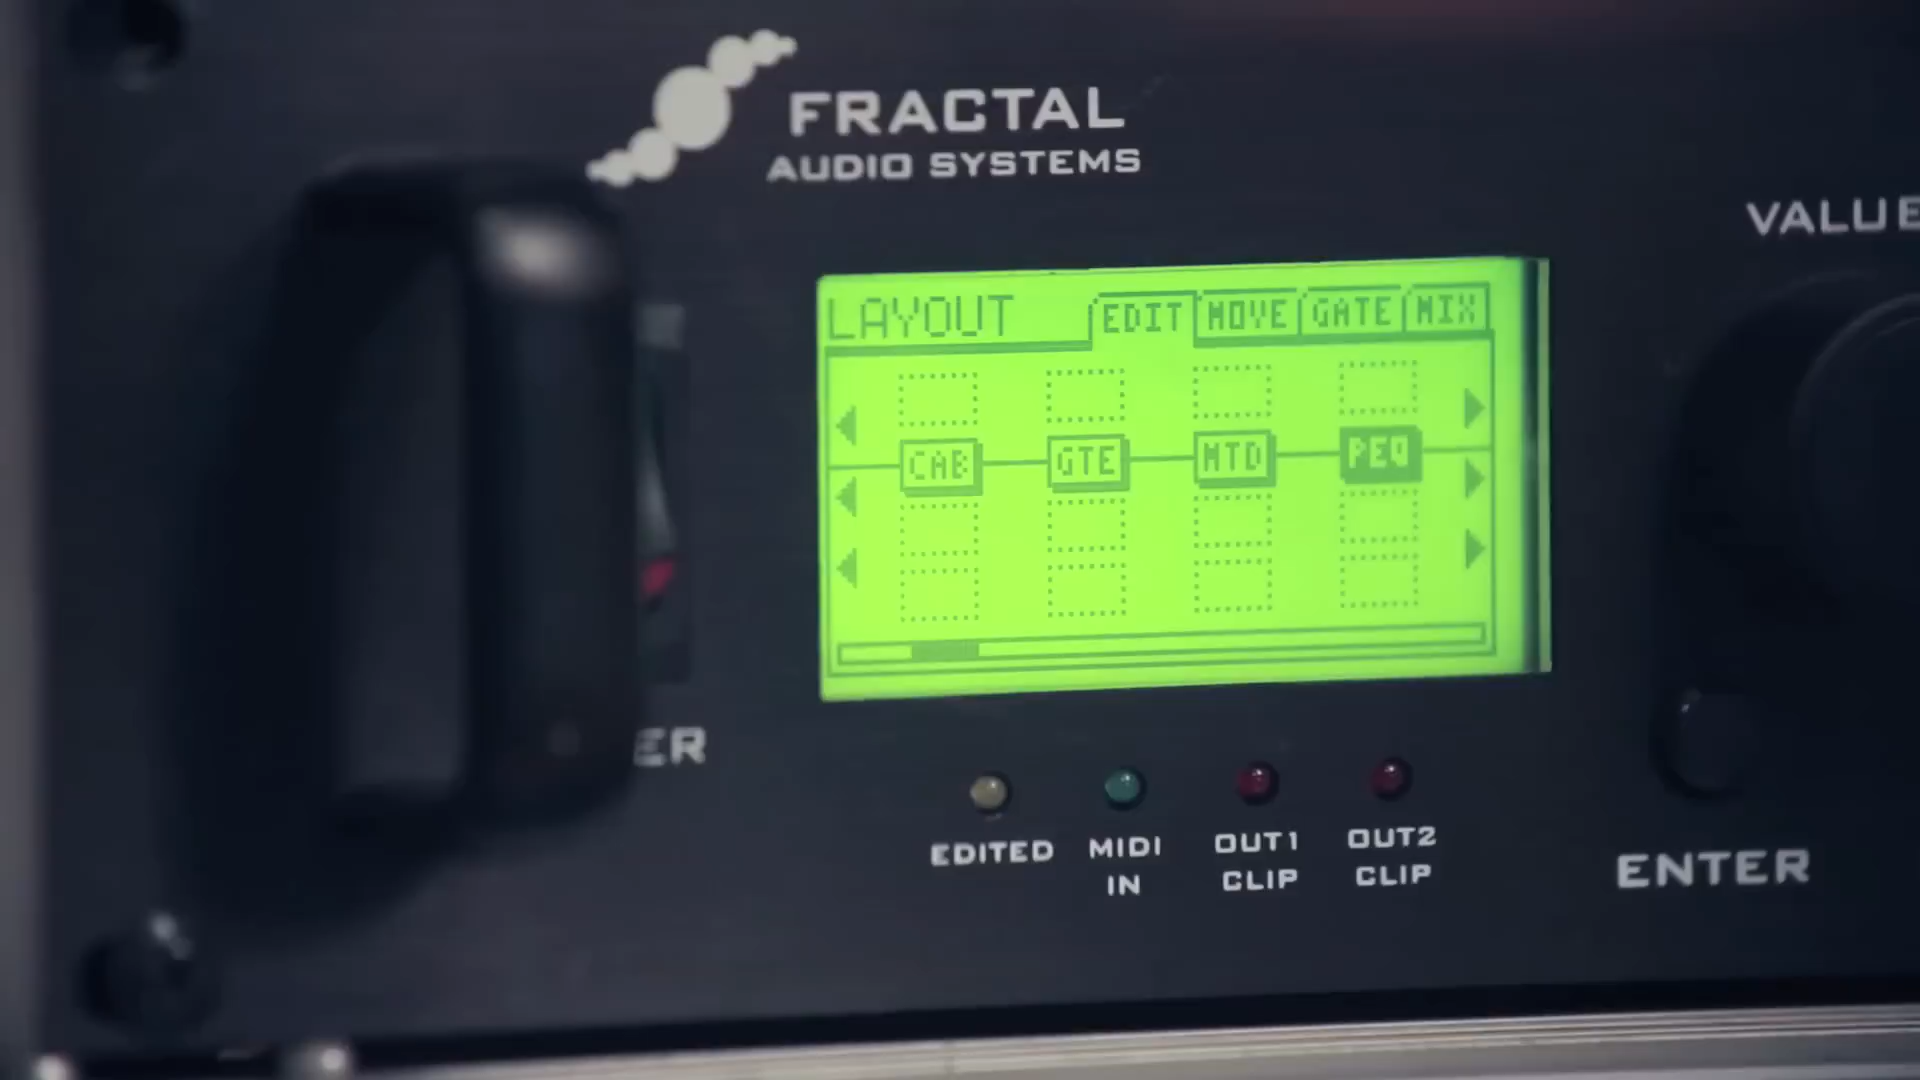 FRACTAL
AUDIO SYSTEMS
VALUE
LAYOUT EDIT MOVE GATE MIX
CAB GTE MTD PEQ
ER
EDITED
MIDI
IN
OUT1
CLIP
OUT2
CLIP
ENTER